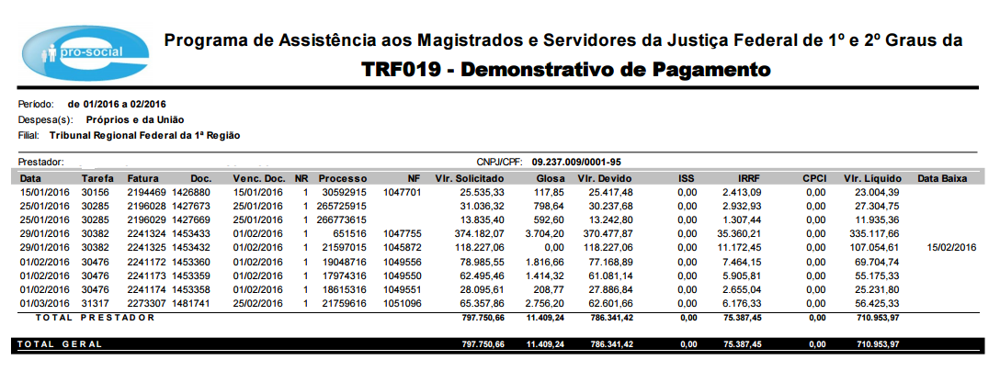 e
pro-social
Programa de Assistência aos Magistrados e Servidores da Justiça Federal de 1º e 2º Graus da
TRF019 - Demonstrativo de Pagamento
Período: de 01/2016 a 02/2016
Despesa(s): Próprios e da União
Filial: Tribunal Regional Federal da 1ª Região
Prestador: CNPJ/CPF: 09.237.009/0001-95
Data Tarefa Fatura Doc. Venc. Doc. NR Processo NF Vlr. Solicitado Glosa Vlr. Devido ISS IRRF CPCI Vlr. Liquido Data Baixa
15/01/2016 30156 2194469 1426880 15/01/2016 1 30592915 1047701 25.535,33 117,85 25.417,48 0,00 2.413,09 0,00 23.004,39
25/01/2016 30285 2196028 1427673 25/01/2016 1 265725915 31.036,32 798,64 30.237,68 0,00 2.932,93 0,00 27.304,75
25/01/2016 30285 2196029 1427669 25/01/2016 1 266773615 13.835,40 592,60 13.242,80 0,00 1.307,44 0,00 11.935,36
29/01/2016 30382 2241324 1453433 01/02/2016 1 651516 1047755 374.182,07 3.704,20 370.477,87 0,00 35.360,21 0,00 335.117,66
29/01/2016 30382 2241325 1453432 01/02/2016 1 21597015 1045872 118.227,06 0,00 118.227,06 0,00 11.172,45 0,00 107.054,61 15/02/2016
01/02/2016 30476 2241172 1453360 01/02/2016 1 19048716 1049556 78.985,55 1.816,66 77.168,89 0,00 7.464,15 0,00 69.704,74
01/02/2016 30476 2241173 1453359 01/02/2016 1 17974316 1049550 62.495,46 1.414,32 61.081,14 0,00 5.905,81 0,00 55.175,33
01/02/2016 30476 2241174 1453358 01/02/2016 1 18615316 1049551 28.095,61 208,77 27.886,84 0,00 2.655,04 0,00 25.231,80
01/03/2016 31317 2273307 1481741 25/02/2016 1 21759616 1051096 65.357,86 2.756,20 62.601,66 0,00 6.176,33 0,00 56.425,33
TOTAL PRESTADOR 797.750,66 11.409,24 786.341,42 0,00 75.387,45 0,00 710.953,97
TOTAL GERAL 797.750,66 11.409,24 786.341,42 0,00 75.387,45 0,00 710.953,97